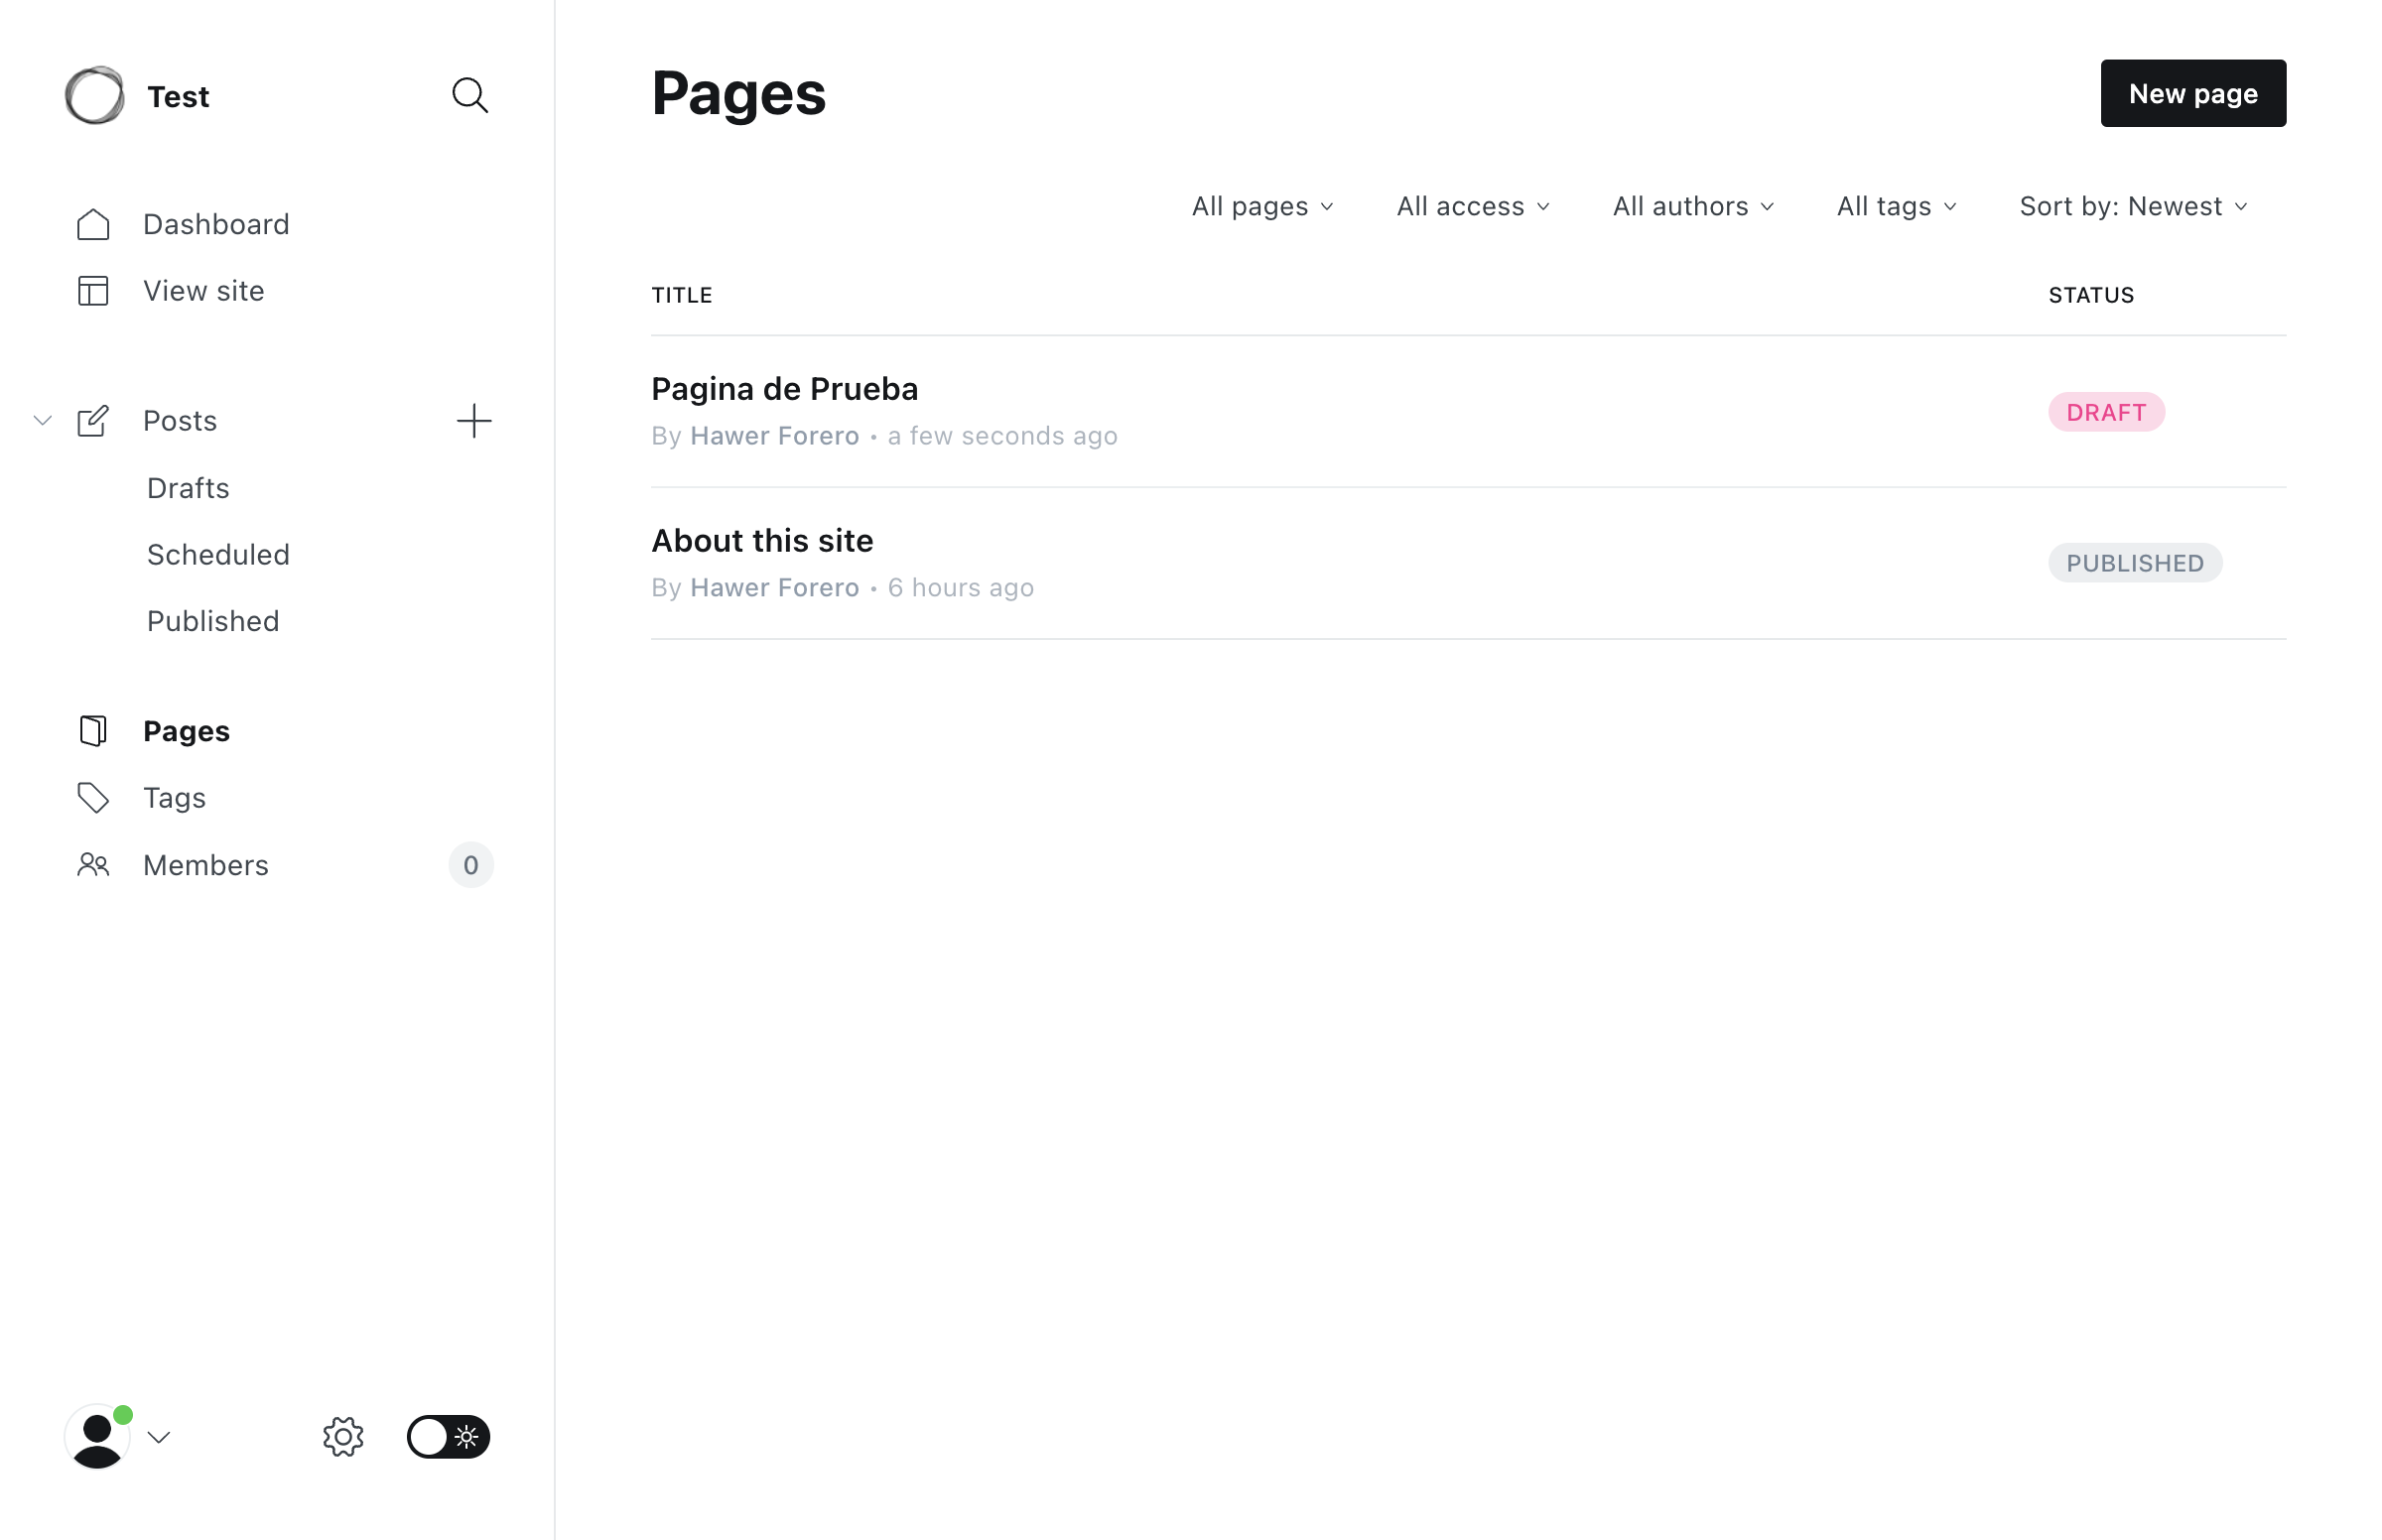 Test
Dashboard
View site
Posts
Drafts
Scheduled
Published
Pages
Tags
Members 0
Pages
New page
All pages All access All authors All tags Sort by: Newest
TITLE STATUS
Pagina de Prueba
By Hawer Forero • a few seconds ago
DRAFT
About this site
By Hawer Forero • 6 hours ago
PUBLISHED